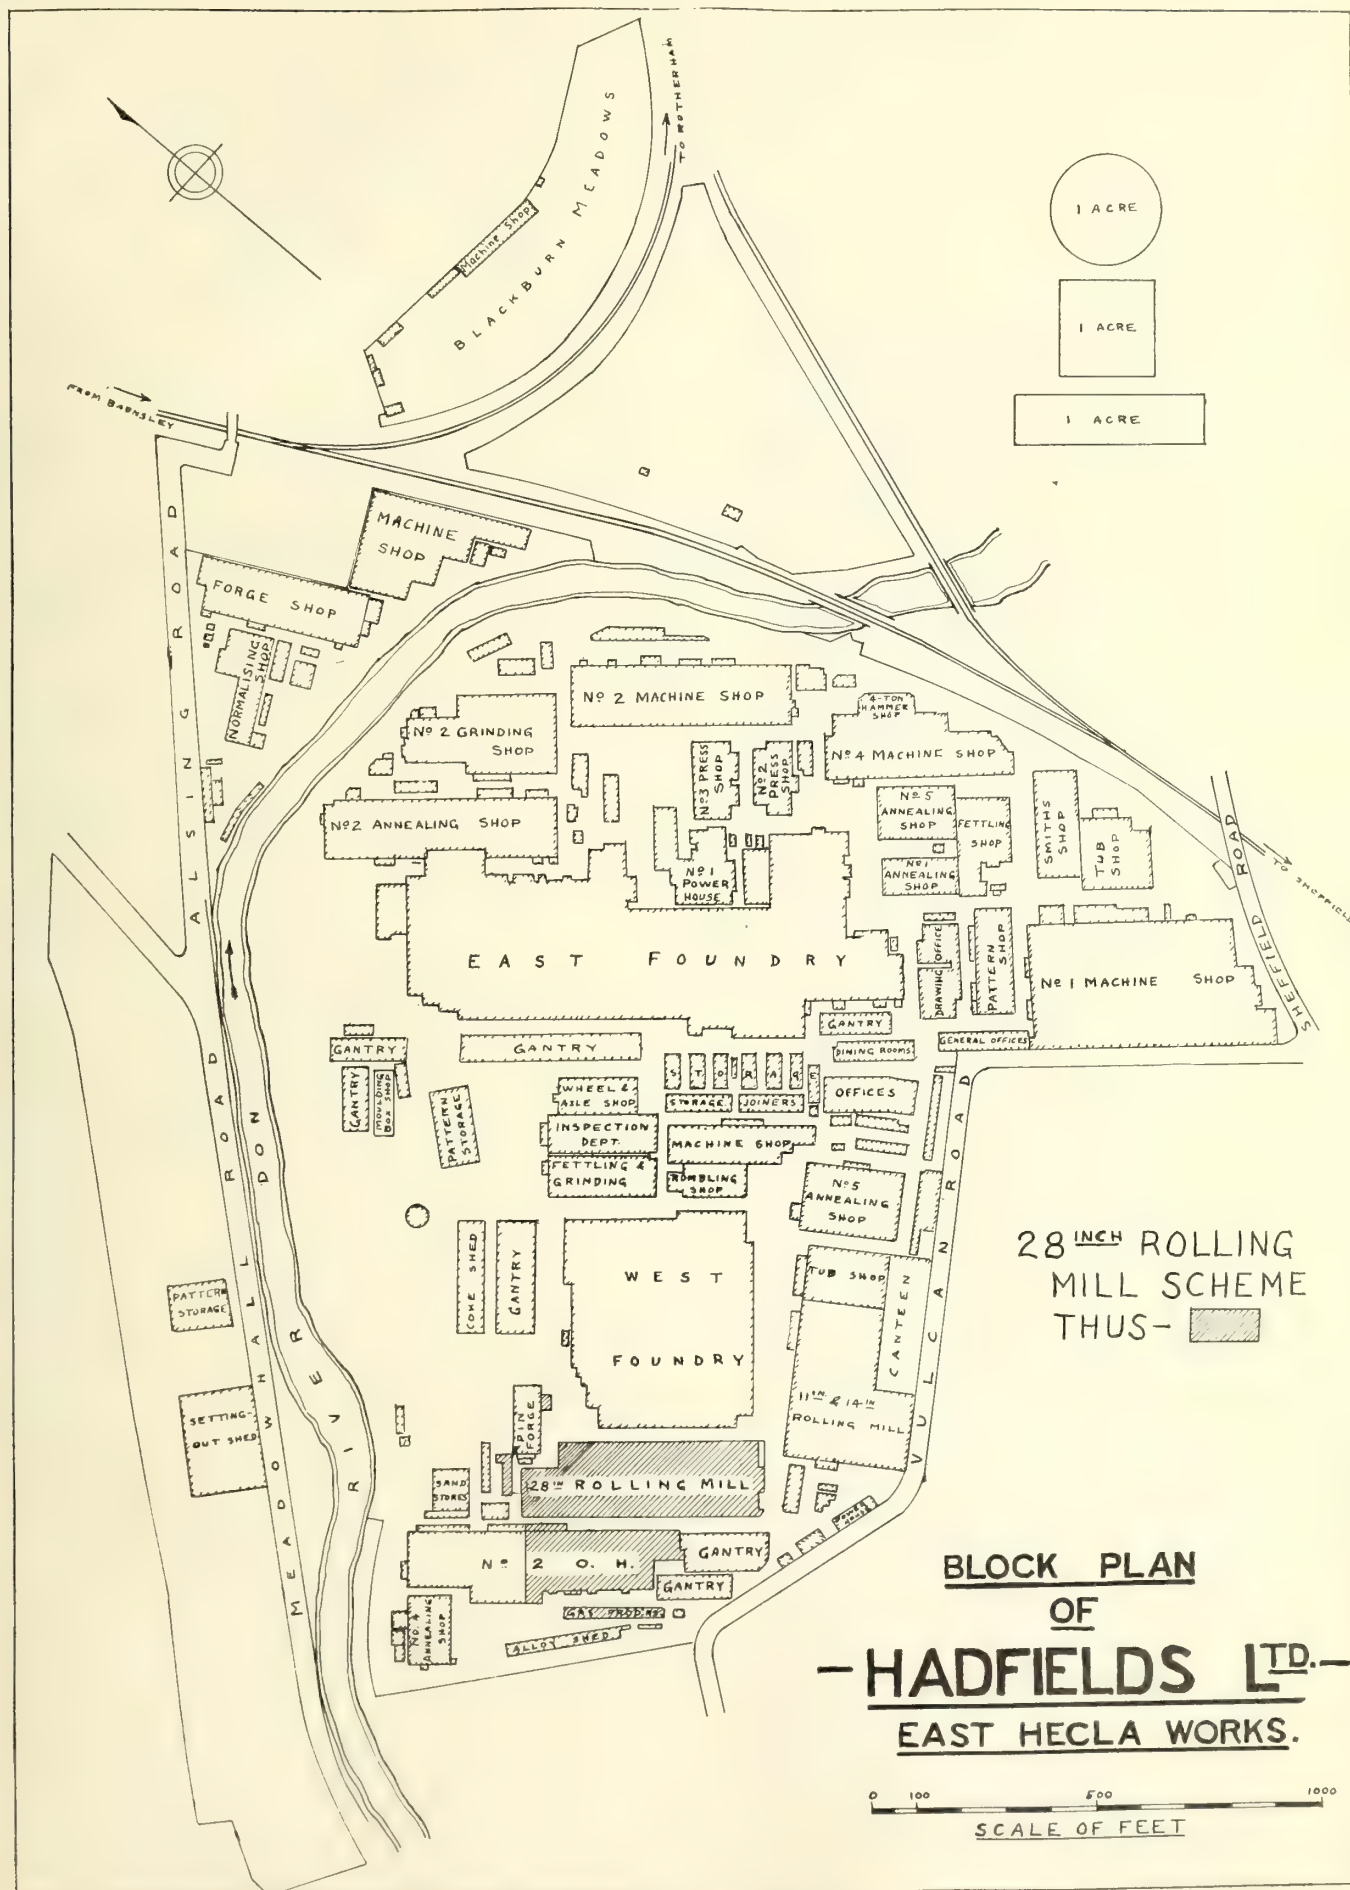 TO ROTHERHAM
BLACKBURN MEADOWS
Machine Shop
1 ACRE
1 ACRE
1 ACRE
FROM BARNSLEY
ALSING ROAD
MACHINE
SHOP
FORGE SHOP
NORMALISING
SHOP
Nº 2 MACHINE SHOP
4-TON
HAMMER
SHOP
Nº 2 GRINDING
SHOP
Nº 4 MACHINE SHOP
Nº 3 PRESS
SHOP
Nº 2
PRESS
SHOP
Nº 5
ANNEALING
SHOP
FETTLING
SHOP
SMITHS
SHOP
TUB
SHOP
SHEFFIELD ROAD
TO SHEFFIELD
Nº 2 ANNEALING SHOP
Nº 1
POWER
HOUSE
Nº 1
ANNEALING
SHOP
EAST FOUNDRY
DRAWING OFFICE
PATTERN
SHOP
Nº 1 MACHINE SHOP
GANTRY
GENERAL OFFICES
GANTRY
GANTRY
DINING ROOMS
GANTRY
MOULDING
BOX SHOP
PATTERN
STORAGE
WHEEL &
AXLE SHOP
STORAGE
STORAGE
JOINERS
OFFICES
INSPECTION
DEPT.
MACHINE SHOP
FETTLING &
GRINDING
RUMBLING
SHOP
Nº 5
ANNEALING
SHOP
VULCAN ROAD
MEADOWHALL ROAD
RIVER DON
COKE SHED
GANTRY
WEST
FOUNDRY
TUB SHOP
CANTEEN
11IN & 14IN
ROLLING MILL
28 INCH ROLLING
MILL SCHEME
THUS-
PATTERN
STORAGE
SETTING-
OUT SHED
PINE
FORGE
SAND
STORES
28IN ROLLING MILL
Nº 2 O. H.
GANTRY
GANTRY
NO. 4
ANNEALING
SHOP
ALLOY SHED
BLOCK PLAN
OF
-HADFIELDS LTD.-
EAST HECLA WORKS.
0 100 500 1000
SCALE OF FEET